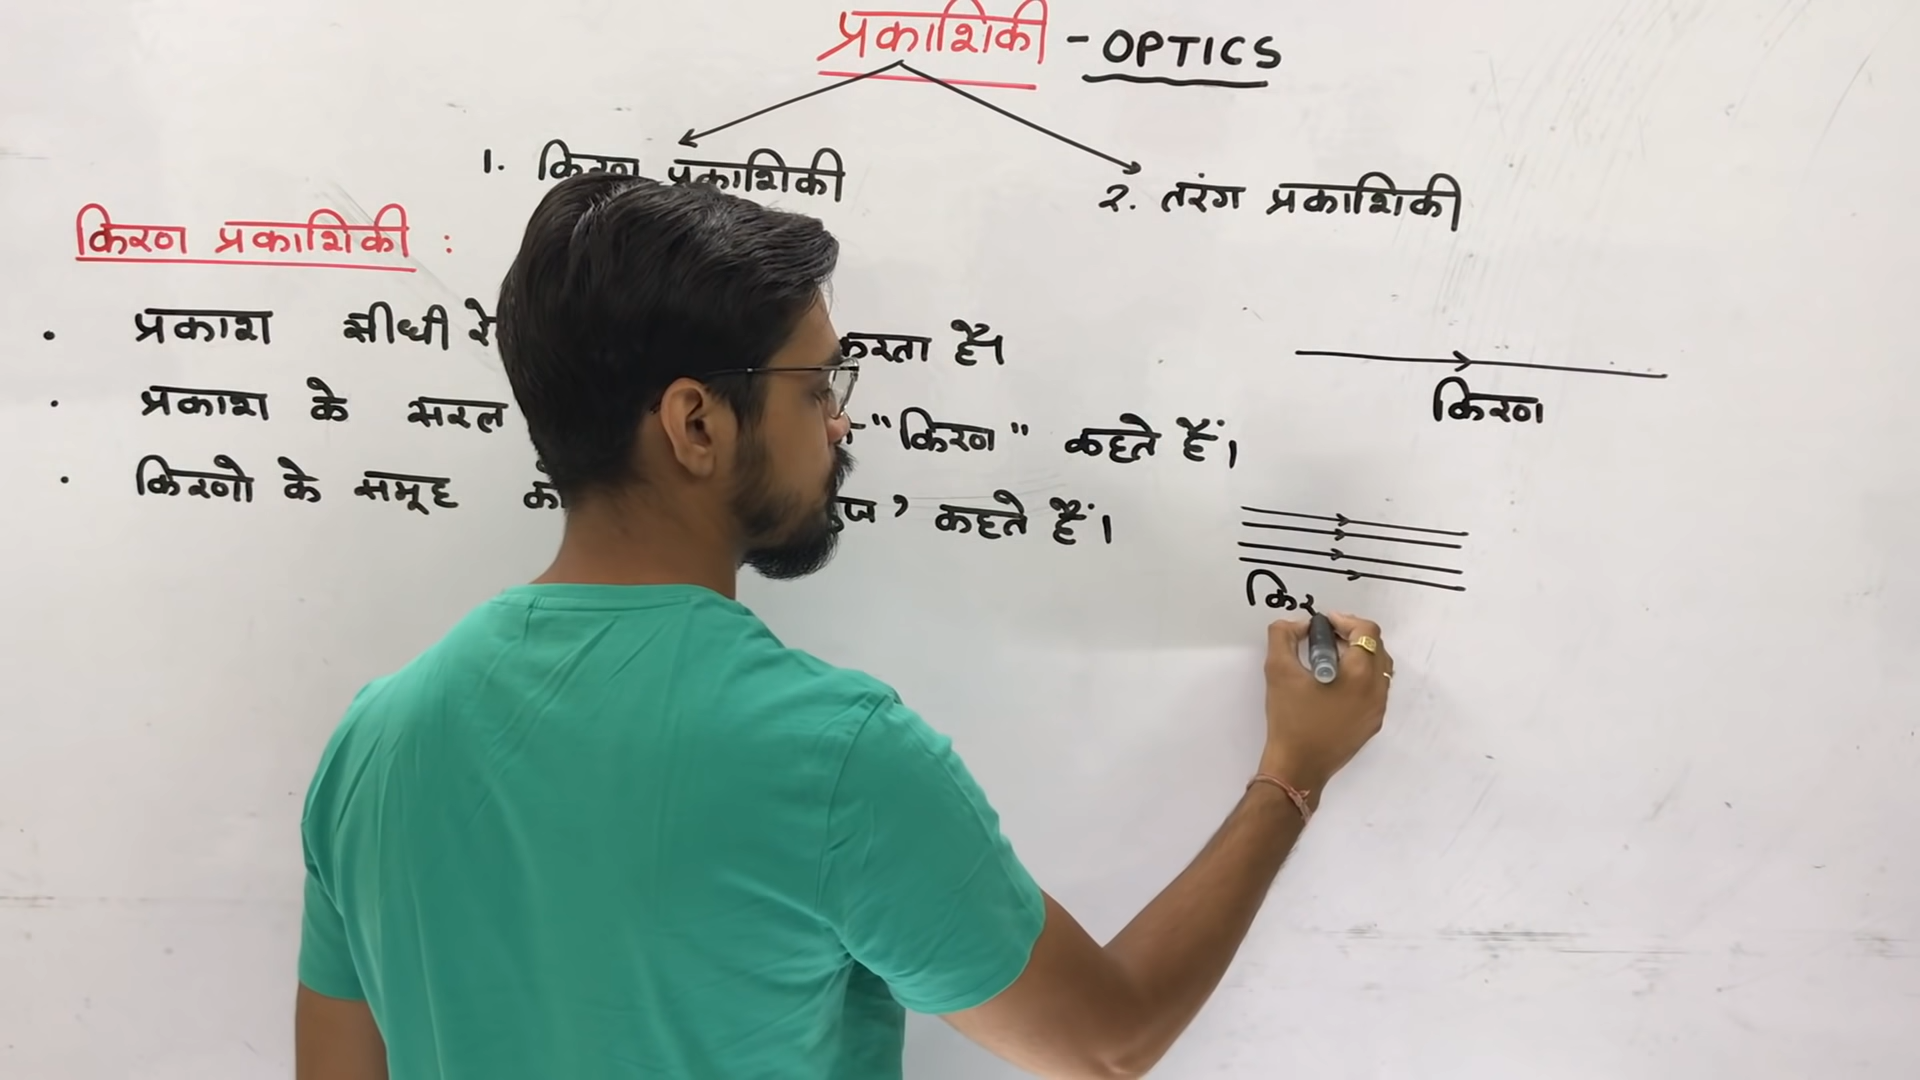 प्रकाशिकी - OPTICS
1. किरण प्रकाशिकी
2. तरंग प्रकाशिकी
किरण प्रकाशिकी :
• प्रकाश सीधी रे करता है।
• प्रकाश के सरल "किरण" कहते हैं।
• किरणो के समूह को ’ कहते हैं।
किरण
किर